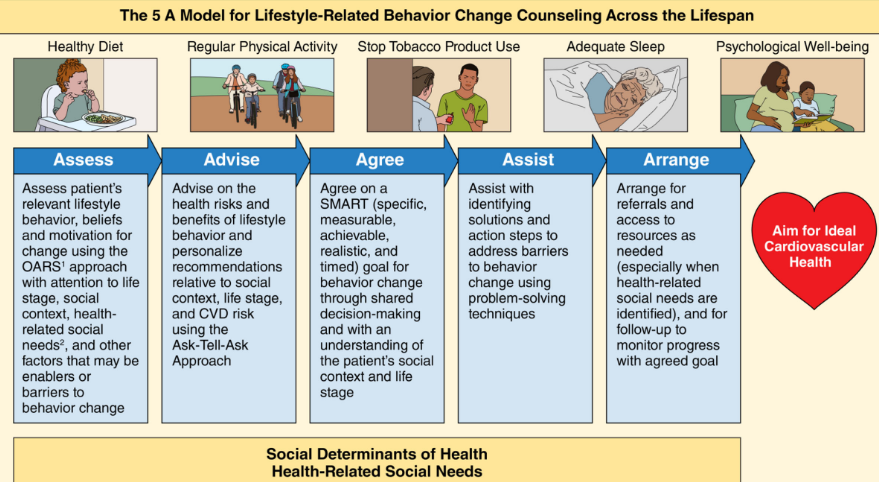 The 5 A Model for Lifestyle-Related Behavior Change Counseling Across the Lifespan
Healthy Diet
Regular Physical Activity
Stop Tobacco Product Use
Adequate Sleep
Psychological Well-being
Assess
Assess patient's
relevant lifestyle
behavior, beliefs
and motivation for
change using the
OARS¹ approach
with attention to life
stage, social
context, health-
related social
needs², and other
factors that may be
enablers or
barriers to
behavior change
Advise
Advise on the
health risks and
benefits of lifestyle
behavior and
personalize
recommendations
relative to social
context, life stage,
and CVD risk
using the
Ask-Tell-Ask
Approach
Agree
Agree on a
SMART (specific,
measurable,
achievable,
realistic, and
timed) goal for
behavior change
through shared
decision-making
and with an
understanding of
the patient's social
context and life
stage
Assist
Assist with
identifying
solutions and
action steps to
address barriers
to behavior
change using
problem-solving
techniques
Arrange
Arrange for
referrals and
access to
resources as
needed
(especially when
health-related
social needs are
identified), and for
follow-up to
monitor progress
with agreed goal
Aim for Ideal
Cardiovascular
Health
Social Determinants of Health
Health-Related Social Needs